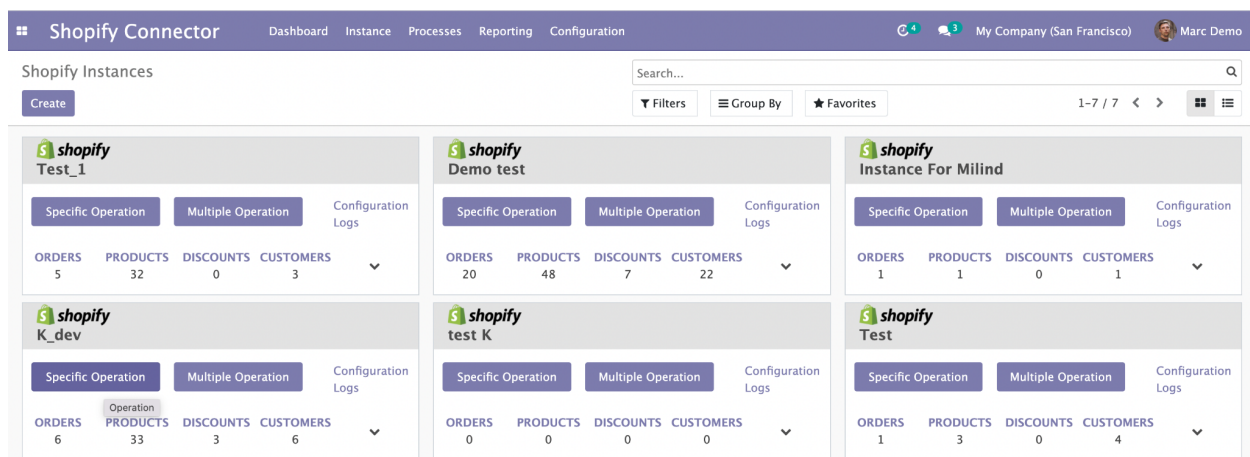 Shopify Connector Dashboard Instance Processes Reporting Configuration 4 3 My Company (San Francisco) Marc Demo
Shopify Instances Search...
Create Filters Group By Favorites 1-7 / 7
shopify shopify shopify
Test_1 Demo test Instance For Milind
Specific Operation Multiple Operation Configuration Specific Operation Multiple Operation Configuration Specific Operation Multiple Operation Configuration
Logs Logs Logs
ORDERS PRODUCTS DISCOUNTS CUSTOMERS ORDERS PRODUCTS DISCOUNTS CUSTOMERS ORDERS PRODUCTS DISCOUNTS CUSTOMERS
5 32 0 3 20 48 7 22 1 1 0 1
shopify shopify shopify
K_dev test K Test
Specific Operation Multiple Operation Configuration Specific Operation Multiple Operation Configuration Specific Operation Multiple Operation Configuration
Logs Logs Logs
Operation
ORDERS PRODUCTS DISCOUNTS CUSTOMERS ORDERS PRODUCTS DISCOUNTS CUSTOMERS ORDERS PRODUCTS DISCOUNTS CUSTOMERS
6 33 3 6 0 0 0 0 1 3 0 4